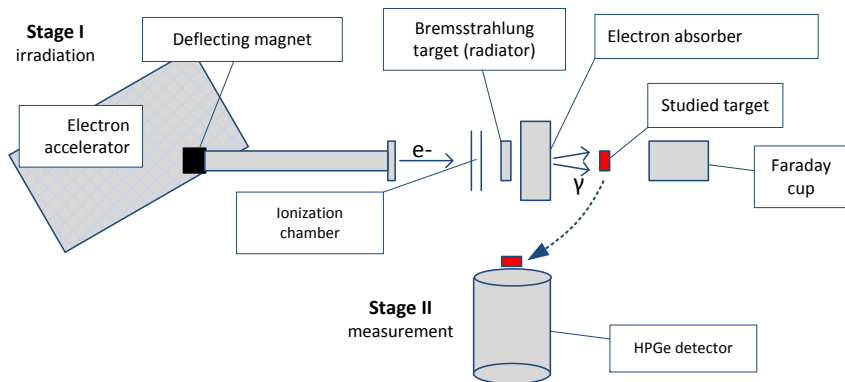 Stage I
irradiation
Deflecting magnet
Bremsstrahlung
target (radiator)
Electron absorber
Studied target
Electron
accelerator
e-
γ
Faraday
cup
Ionization
chamber
Stage II
measurement
HPGe detector